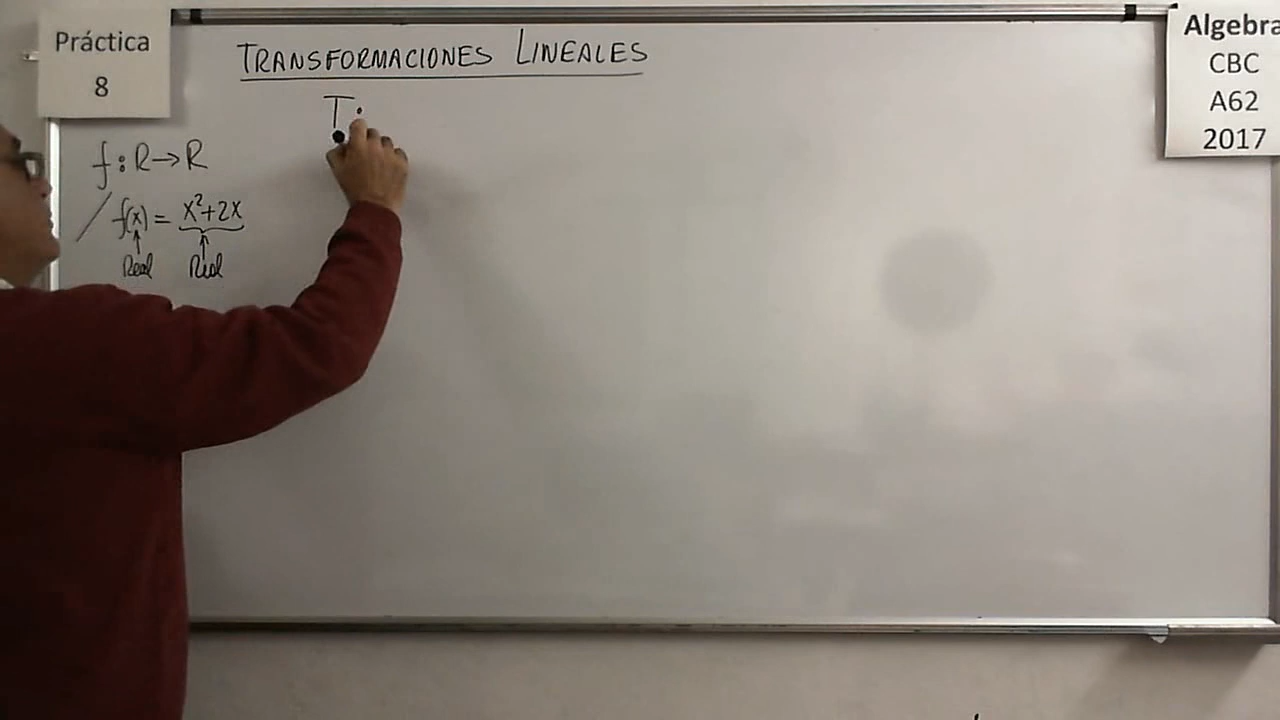 Práctica
8
TRANSFORMACIONES LINEALES
Algebra
CBC
A62
2017
T:
f: R→R
/ f(x) = x²+2x
↑ ↑
Real Real